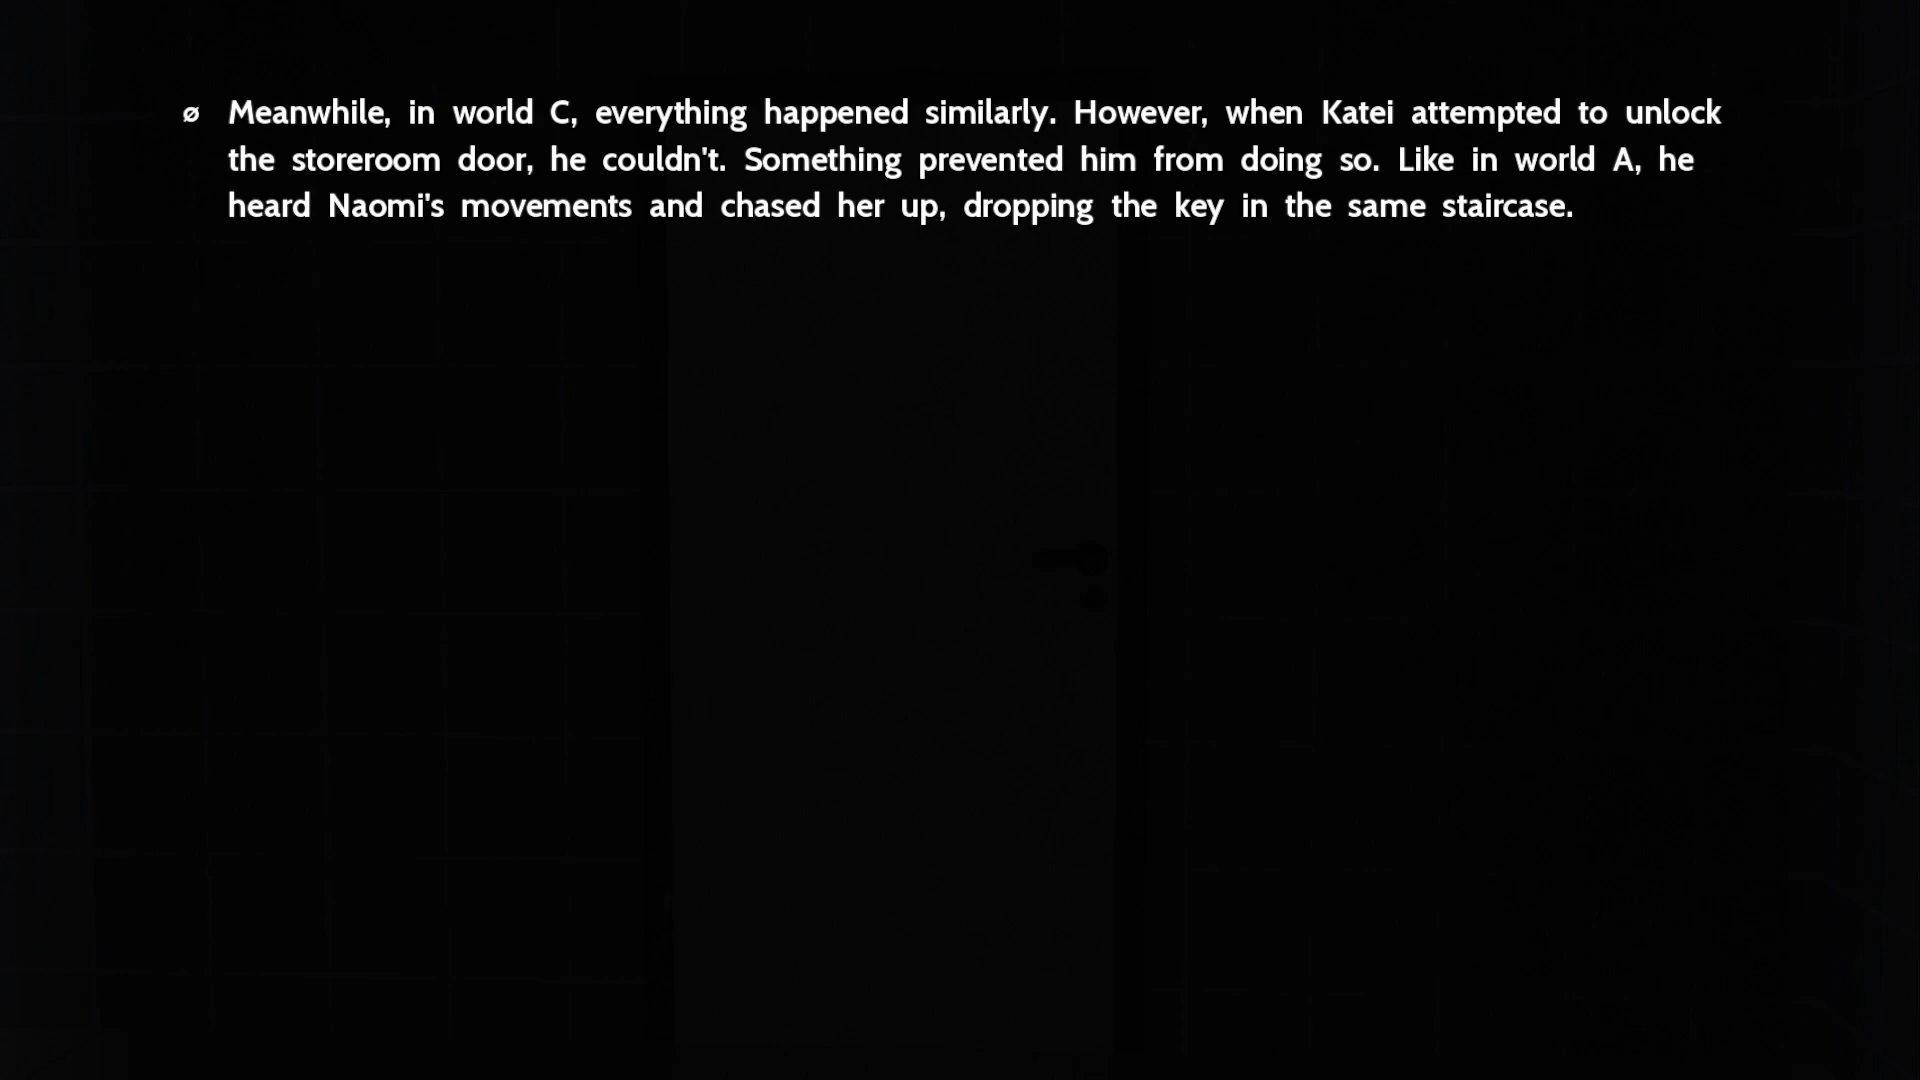 ø Meanwhile, in world C, everything happened similarly. However, when Katei attempted to unlock
the storeroom door, he couldn't. Something prevented him from doing so. Like in world A, he
heard Naomi's movements and chased her up, dropping the key in the same staircase.